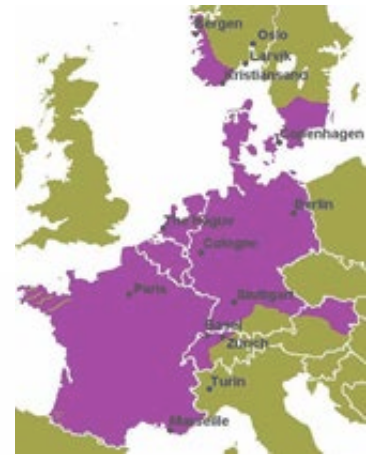 Bergen
Oslo
Larvik
Kristiansand
Copenhagen
Berlin
The Hague
Cologne
Paris
Stuttgart
Basel
Zurich
Turin
Marseille